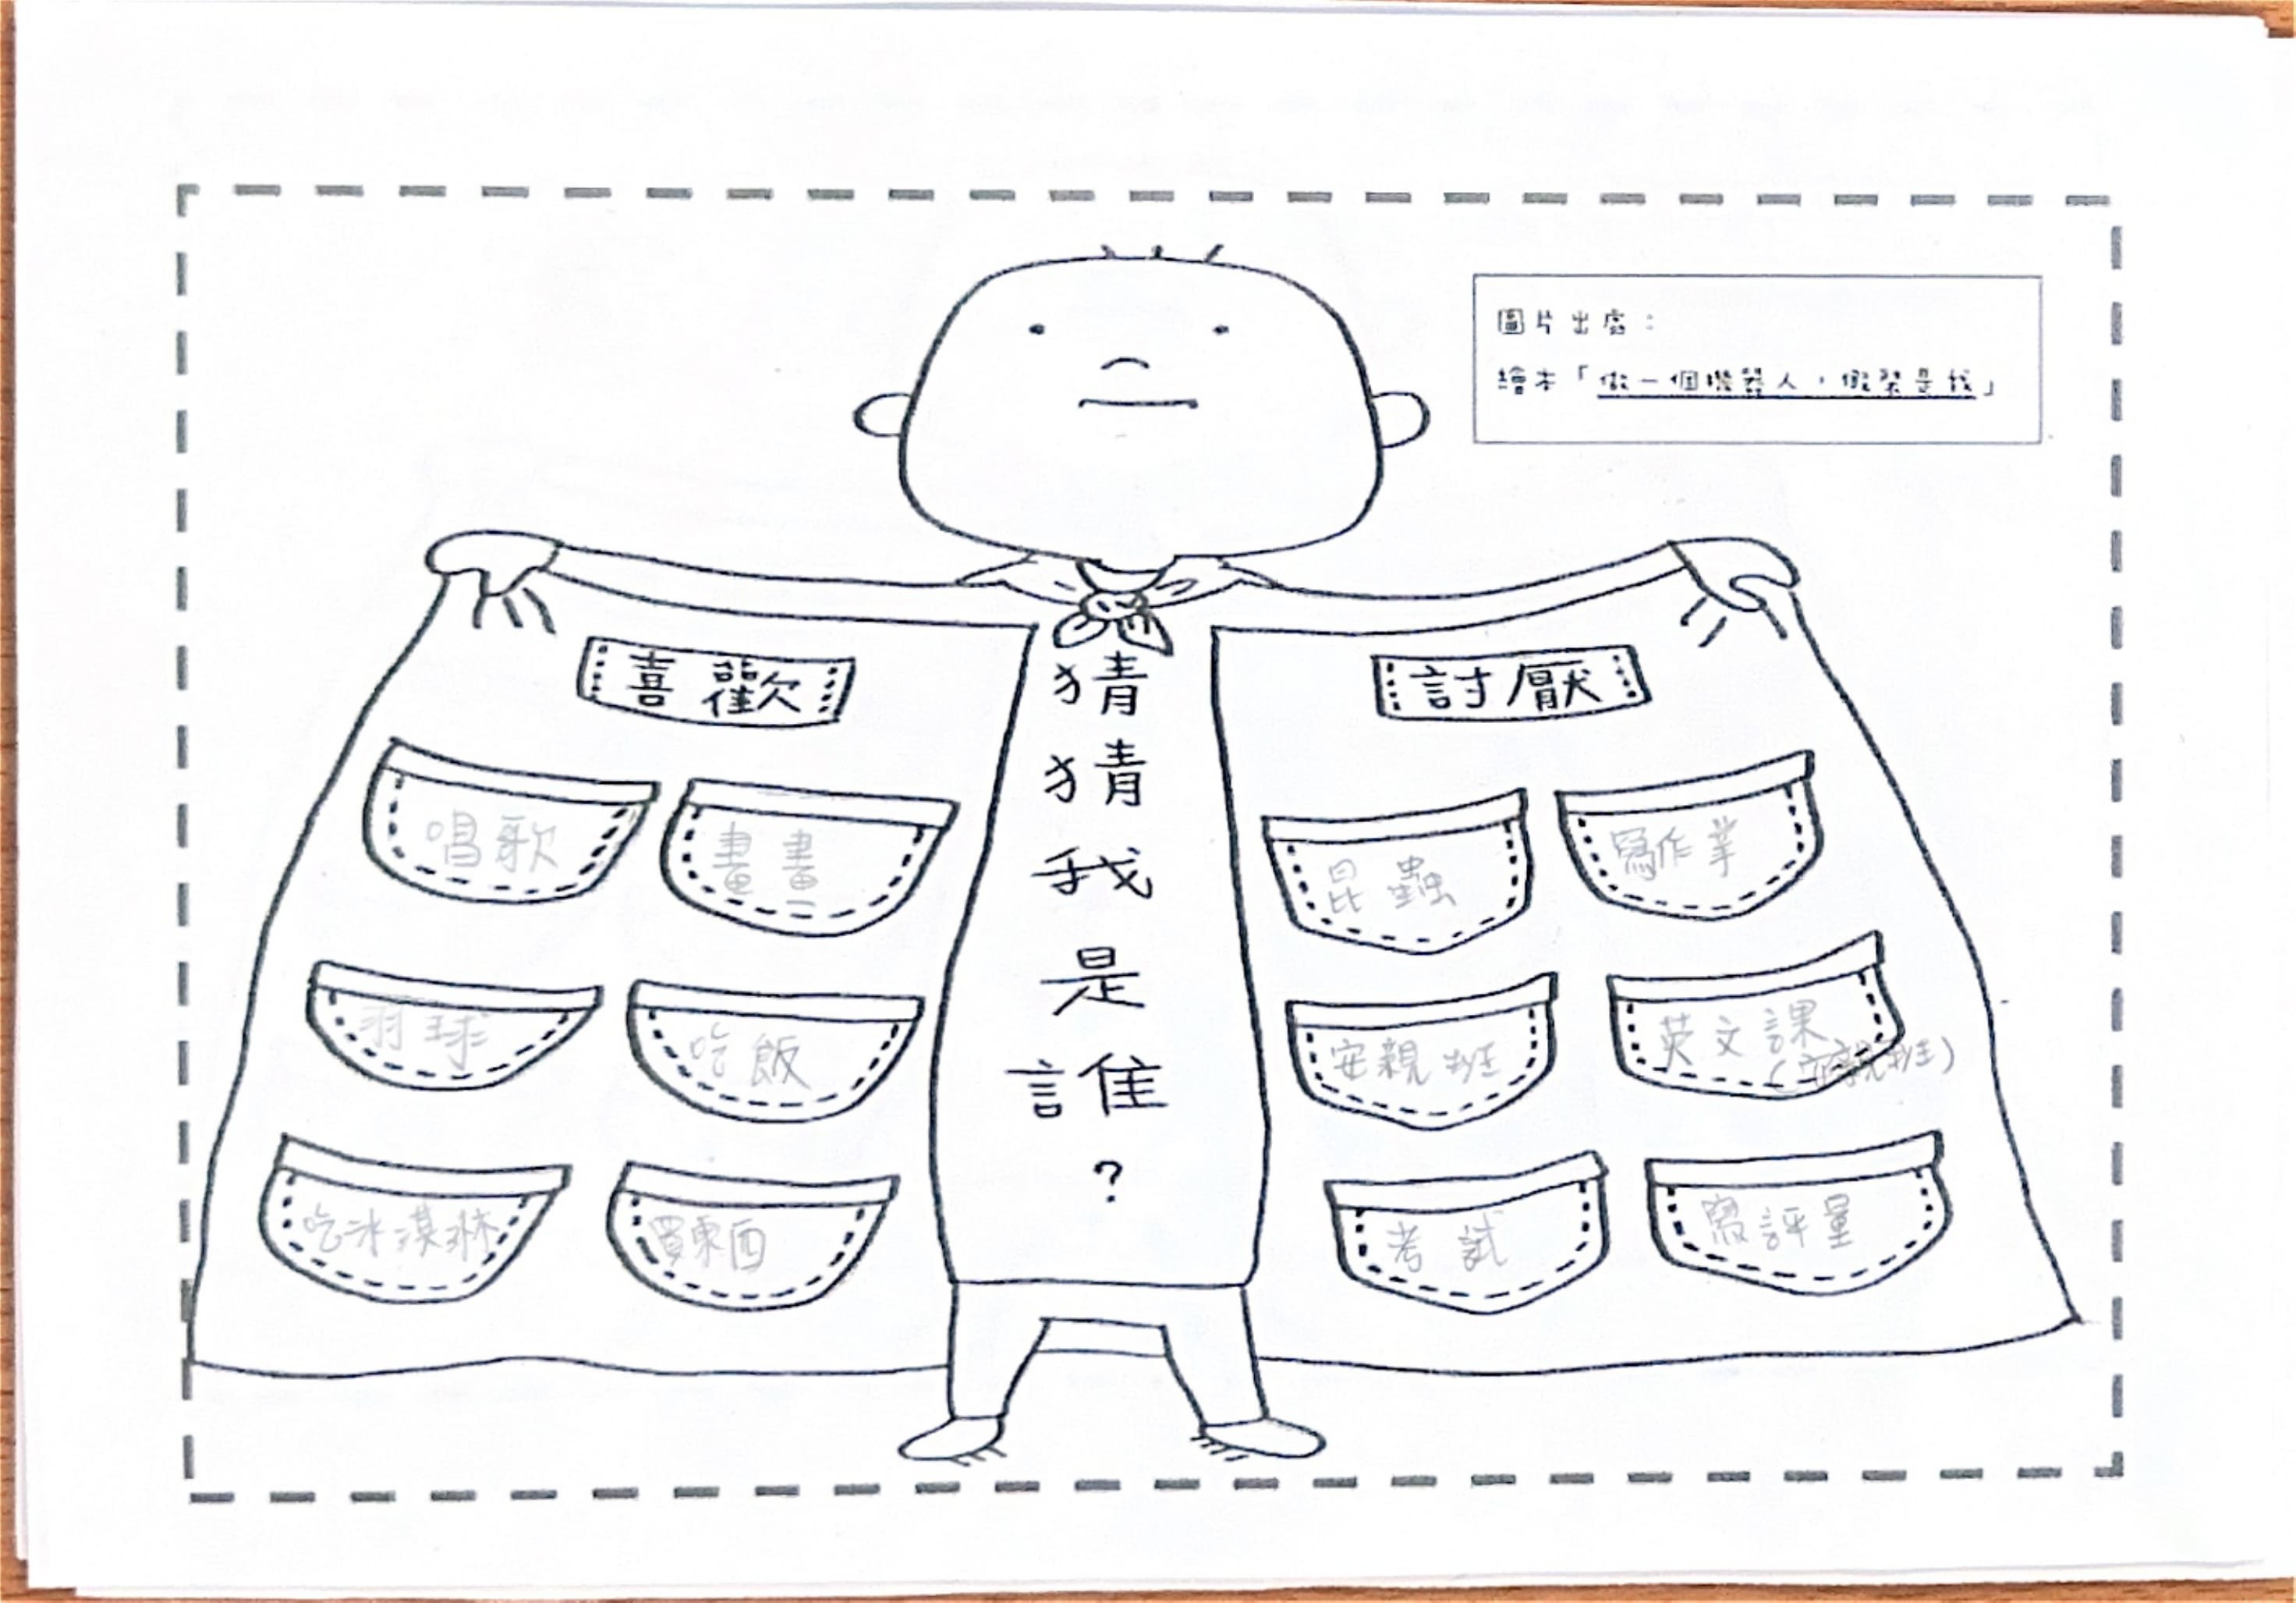 圖片出處：
繪本「做一個機器人，假裝是我」
喜歡
討厭
猜
猜
我
是
誰
？
唱歌
畫畫
羽球
吃飯
吃冰淇淋
買東西
昆蟲
寫作業
安親班
英文課
(安親班)
考試
寫評量